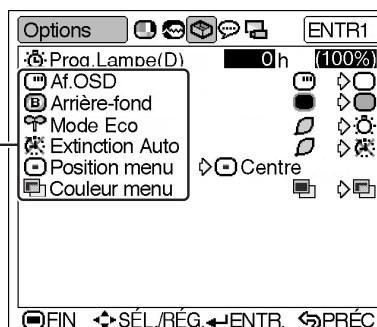 Options ENTR1
Prog.Lampe(D) 0 h (100%)
Af.OSD
B Arrière-fond
Mode Eco
Extinction Auto
Position menu Centre
Couleur menu
FIN SÉL./RÉG. ENTR. PRÉC